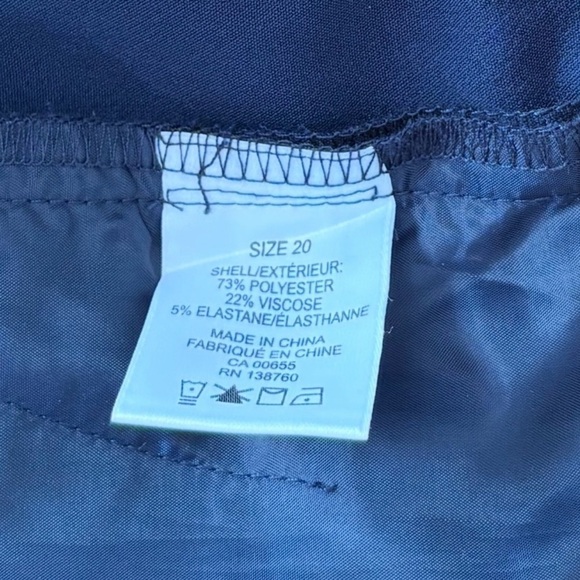 SIZE 20
SHELL/EXTÉRIEUR:
73% POLYESTER
22% VISCOSE
5% ELASTANE/ÉLASTHANNE
MADE IN CHINA
FABRIQUÉ EN CHINE
CA 00655
RN 138760